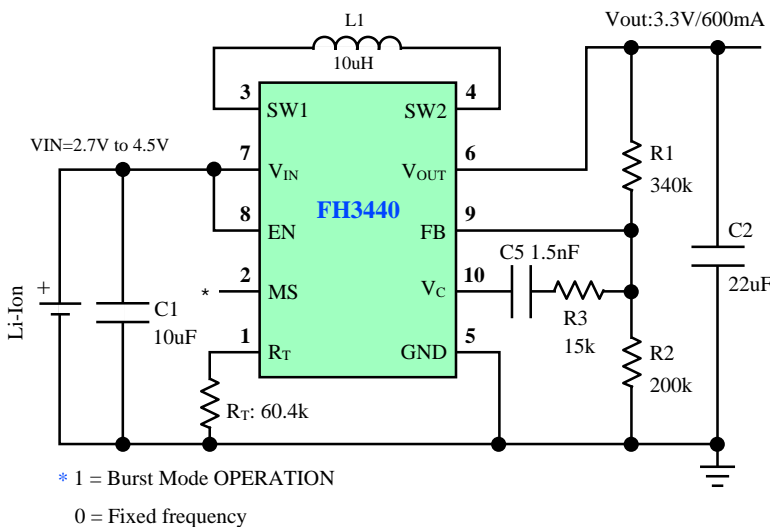 L1
10uH
Vout:3.3V/600mA
3
4
SW1
SW2
VIN=2.7V to 4.5V
7
6
VIN
VOUT
R1
340k
FH3440
8
9
EN
FB
C5 1.5nF
C2
22uF
2
10
*
MS
VC
Li-Ion
+
C1
10uF
R3
15k
1
5
RT
GND
R2
200k
RT: 60.4k
* 1 = Burst Mode OPERATION
0 = Fixed frequency